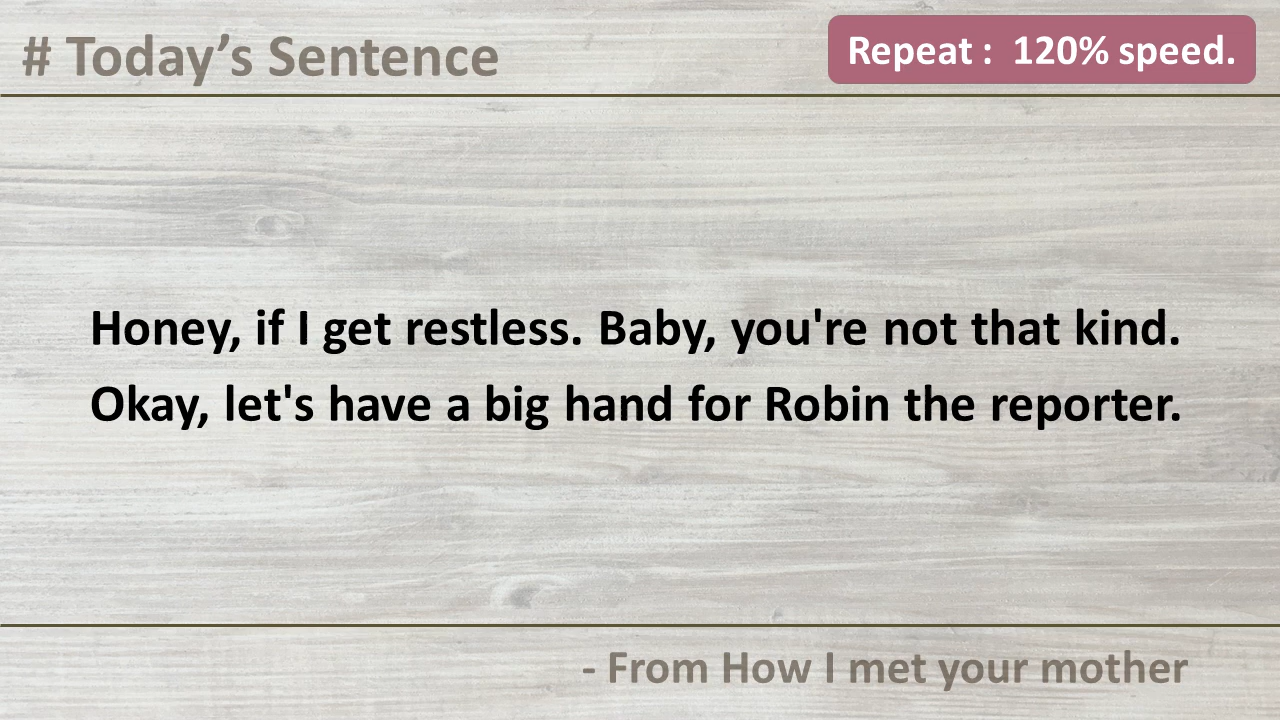 # Today’s Sentence
Repeat :  120% speed.
Honey, if I get restless. Baby, you're not that kind.
Okay, let's have a big hand for Robin the reporter.
- From How I met your mother